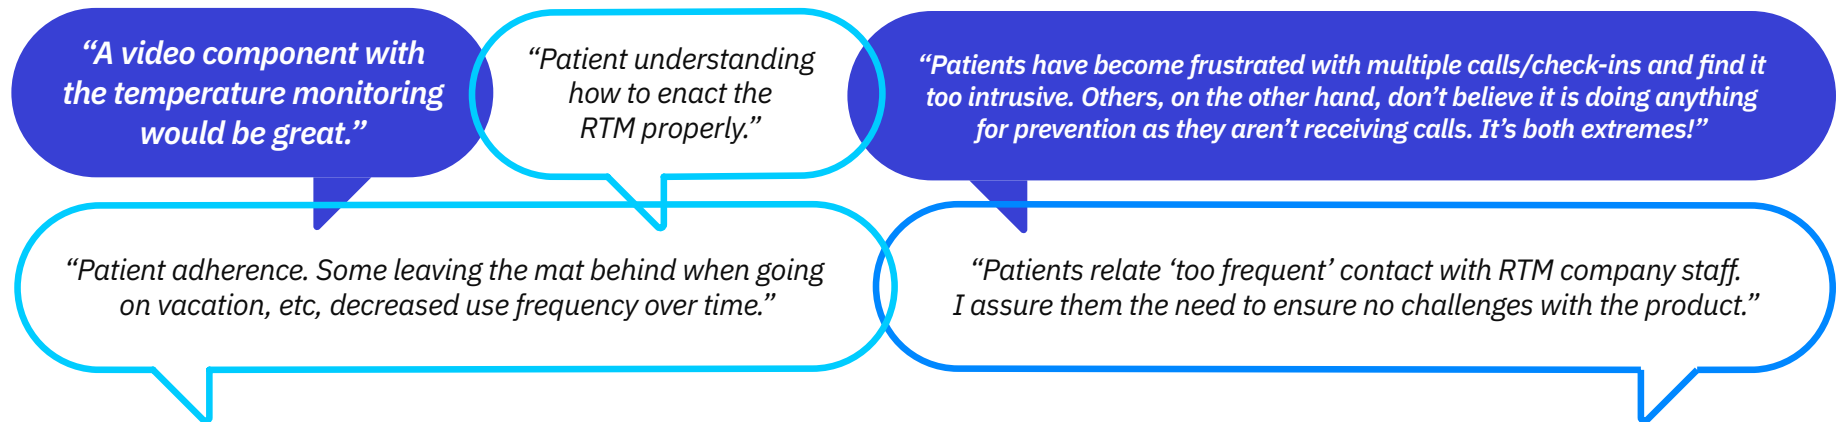 “A video component with
the temperature monitoring
would be great.”
“Patient understanding
how to enact the
RTM properly.”
“Patients have become frustrated with multiple calls/check-ins and find it
too intrusive. Others, on the other hand, don’t believe it is doing anything
for prevention as they aren’t receiving calls. It’s both extremes!”
“Patient adherence. Some leaving the mat behind when going
on vacation, etc, decreased use frequency over time.”
“Patients relate ‘too frequent’ contact with RTM company staff.
I assure them the need to ensure no challenges with the product.”